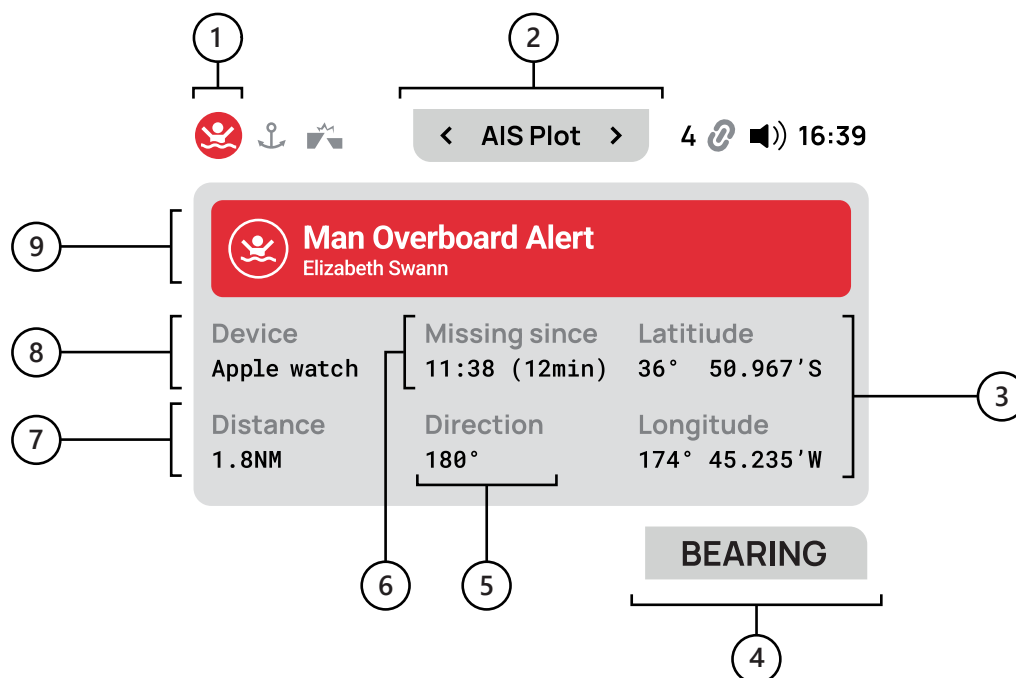 1
2
< AIS Plot >
4
16:39
9
Man Overboard Alert
Elizabeth Swann
8
Device
Apple watch
Missing since
11:38 (12min)
Latitiude
36° 50.967'S
3
7
Distance
1.8NM
Direction
180°
Longitude
174° 45.235'W
6
5
BEARING
4